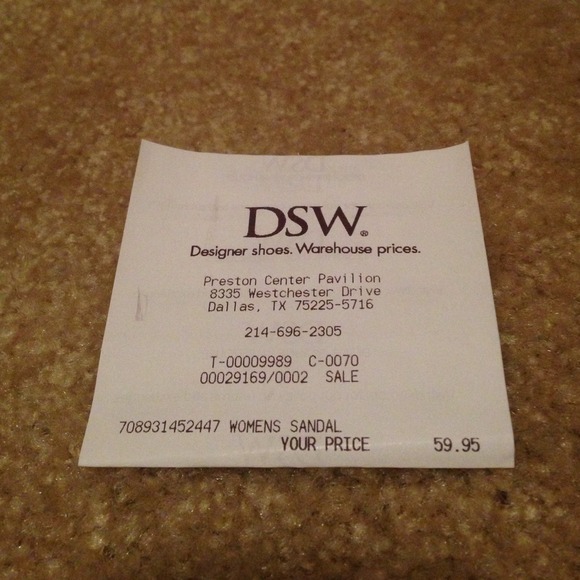 DSW®
Designer shoes. Warehouse prices.
Preston Center Pavilion
8335 Westchester Drive
Dallas, TX 75225-5716
214-696-2305
T-00009989 C-0070
00029169/0002 SALE
708931452447 WOMENS SANDAL
YOUR PRICE 59.95